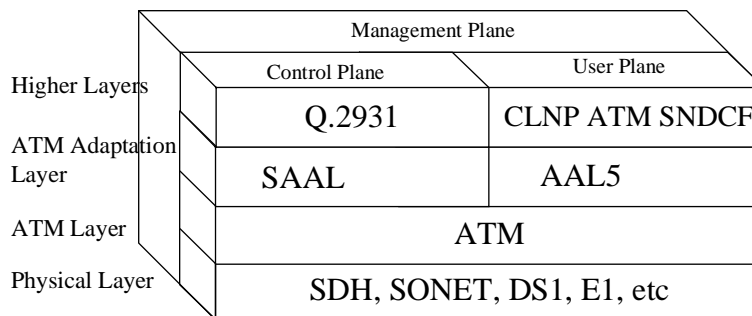 Management Plane
Control Plane
User Plane
Higher Layers
Q.2931
CLNP ATM SNDCF
ATM Adaptation
Layer
SAAL
AAL5
ATM Layer
ATM
Physical Layer
SDH, SONET, DS1, E1, etc